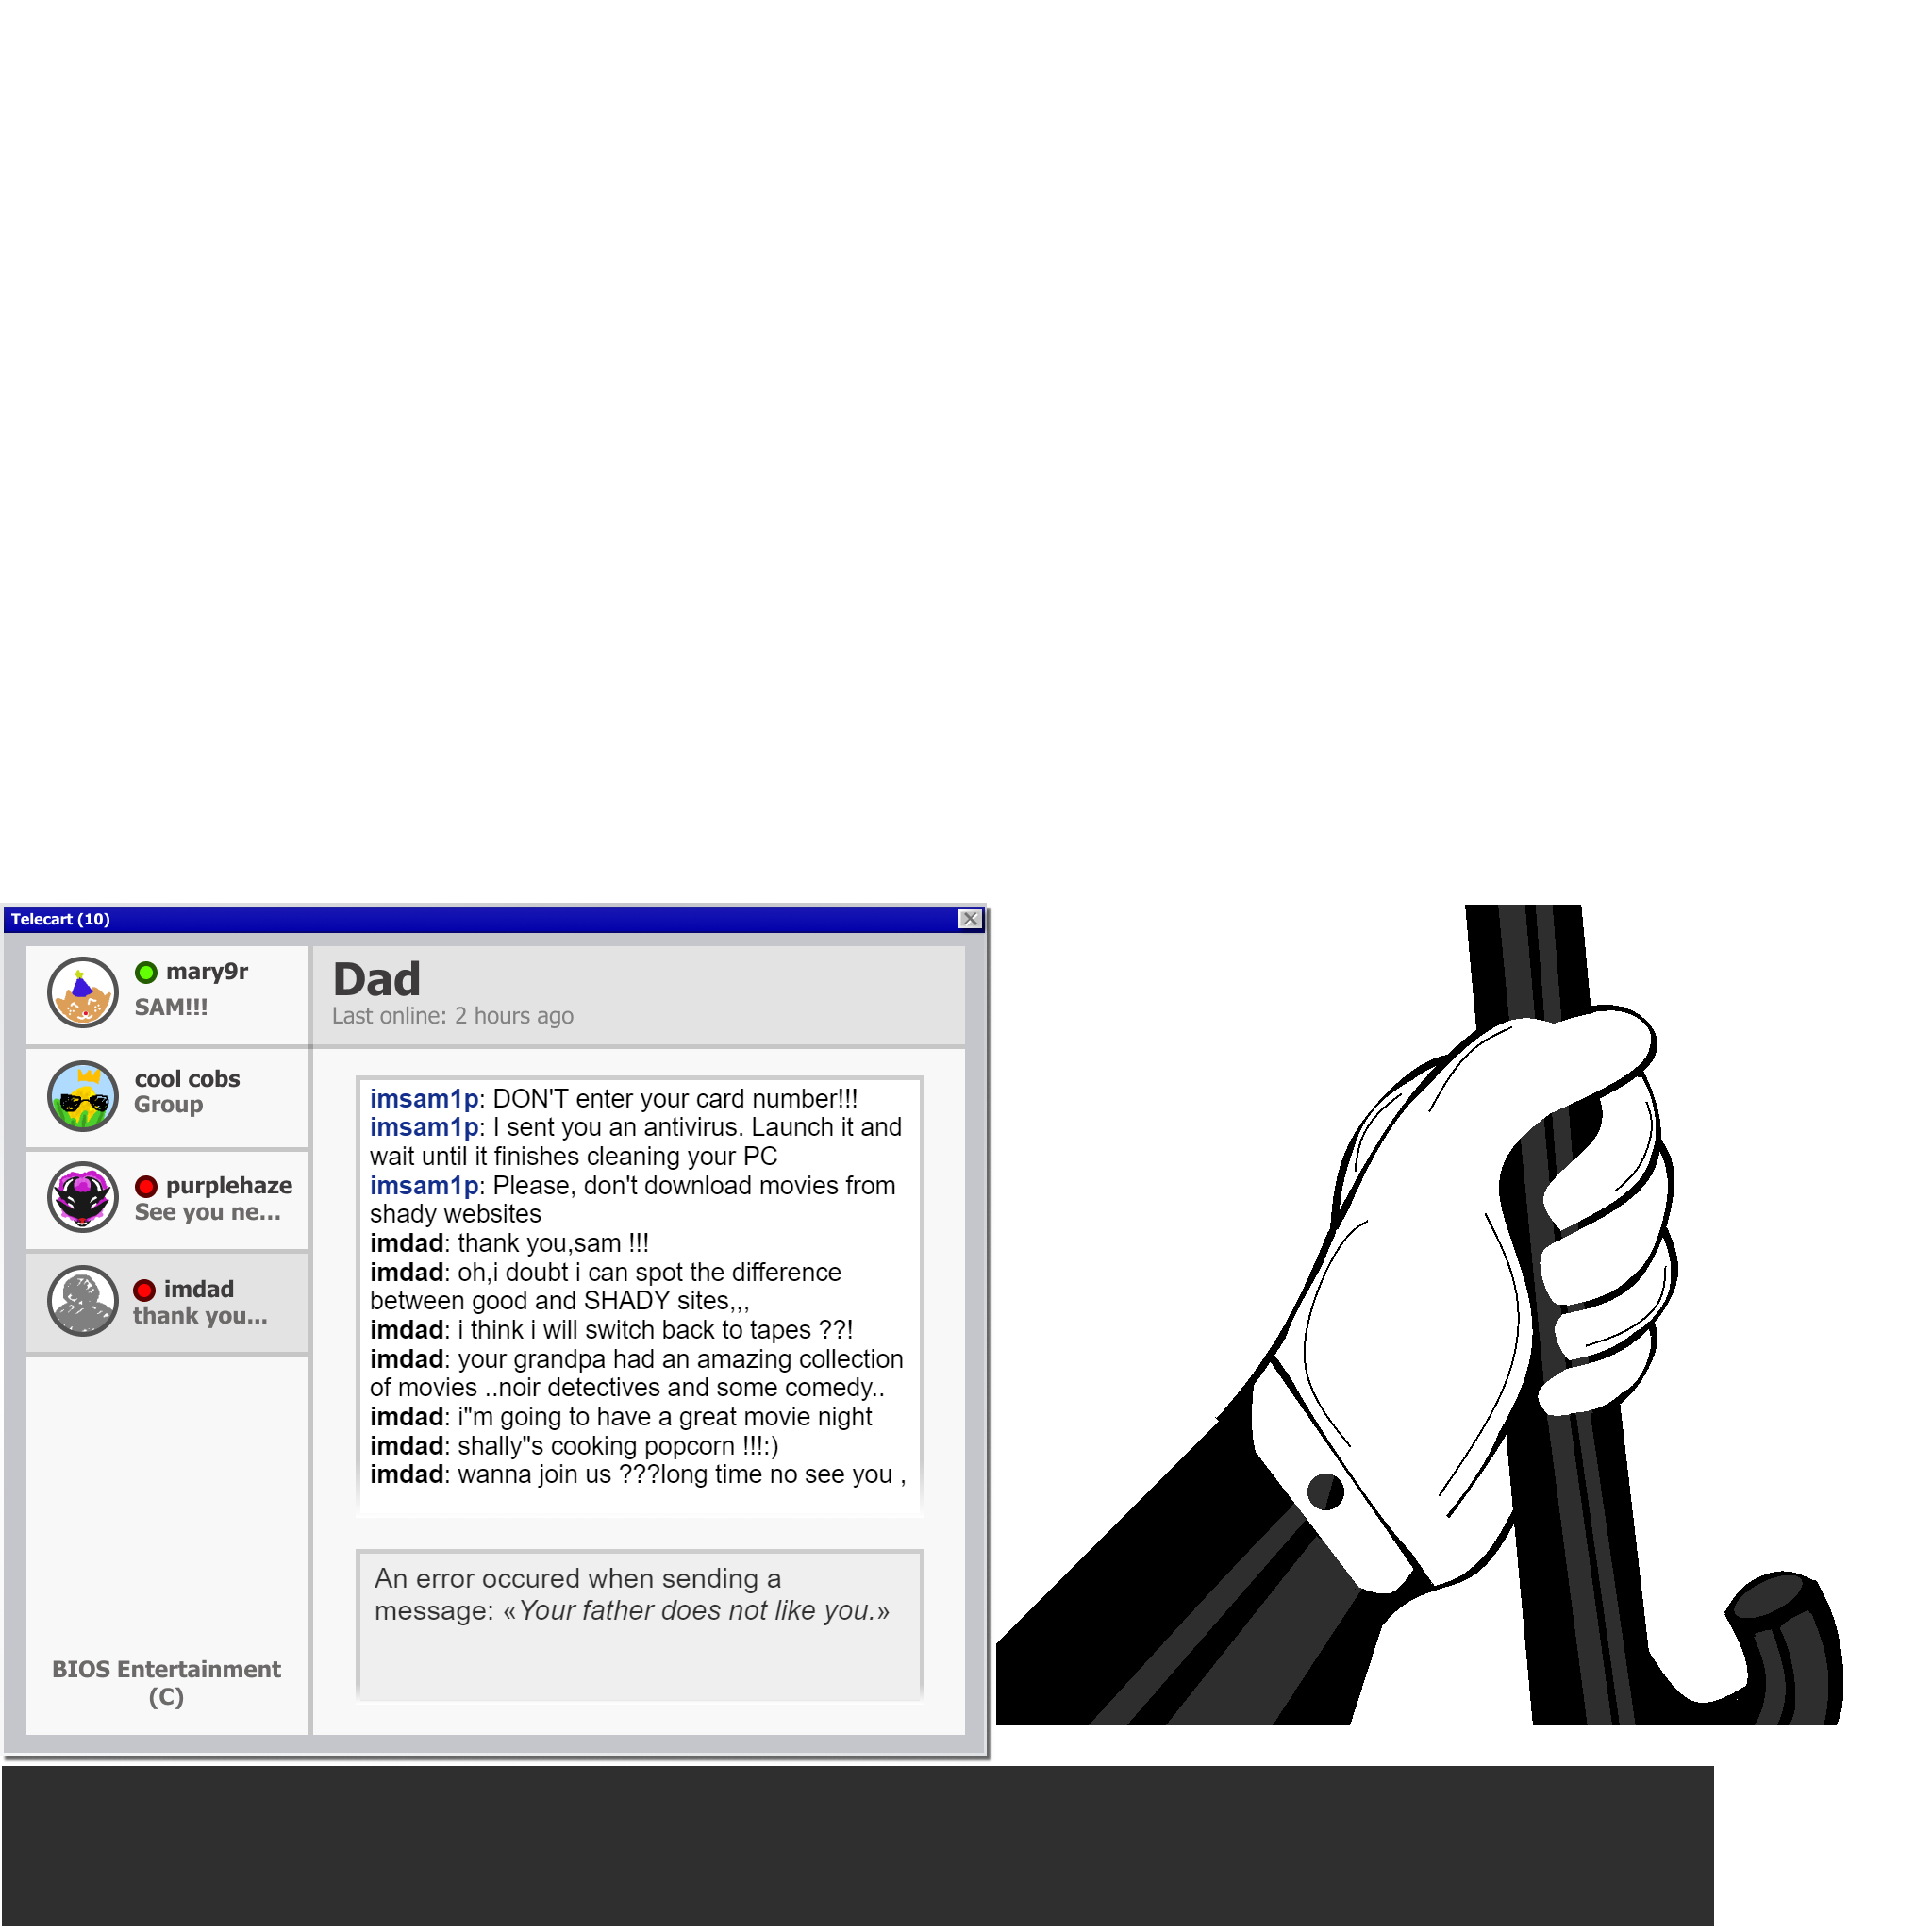 Telecart (10)
mary9r
SAM!!!
cool cobs
Group
purplehaze
See you ne...
imdad
thank you...
BIOS Entertainment
(C)
Dad
Last online: 2 hours ago
imsam1p: DON'T enter your card number!!!
imsam1p: I sent you an antivirus. Launch it and
wait until it finishes cleaning your PC
imsam1p: Please, don't download movies from
shady websites
imdad: thank you,sam !!!
imdad: oh,i doubt i can spot the difference
between good and SHADY sites,,,
imdad: i think i will switch back to tapes ??!
imdad: your grandpa had an amazing collection
of movies ..noir detectives and some comedy..
imdad: i"m going to have a great movie night
imdad: shally"s cooking popcorn !!!:)
imdad: wanna join us ???long time no see you ,
An error occured when sending a
message: «Your father does not like you.»